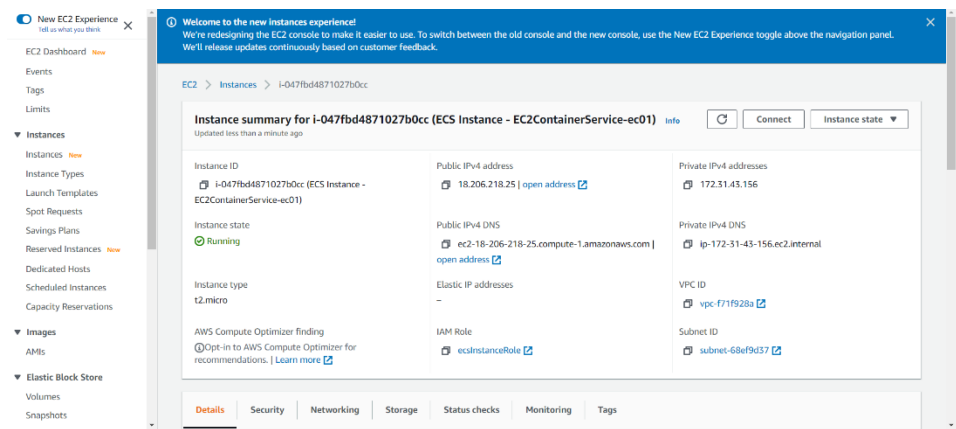 New EC2 Experience
Tell us what you think
EC2 Dashboard New
Events
Tags
Limits
Instances
Instances New
Instance Types
Launch Templates
Spot Requests
Savings Plans
Reserved Instances New
Dedicated Hosts
Scheduled Instances
Capacity Reservations
Images
AMIs
Elastic Block Store
Volumes
Snapshots
Welcome to the new instances experience!
We're redesigning the EC2 console to make it easier to use. To switch between the old console and the new console, use the New EC2 Experience toggle above the navigation panel.
We'll release updates continuously based on customer feedback.
EC2 > Instances > i-047fbd4871027b0cc
Instance summary for i-047fbd4871027b0cc (ECS Instance - EC2ContainerService-ec01) Info
Connect
Instance state
Updated less than a minute ago
Instance ID
i-047fbd4871027b0cc (ECS Instance -
EC2ContainerService-ec01)
Public IPv4 address
18.206.218.25 | open address
Private IPv4 addresses
172.31.43.156
Instance state
Running
Public IPv4 DNS
ec2-18-206-218-25.compute-1.amazonaws.com |
open address
Private IPv4 DNS
ip-172-31-43-156.ec2.internal
Instance type
t2.micro
Elastic IP addresses
–
VPC ID
vpc-f71f928a
AWS Compute Optimizer finding
Opt-in to AWS Compute Optimizer for
recommendations. | Learn more
IAM Role
ecsInstanceRole
Subnet ID
subnet-68ef9d37
Details
Security
Networking
Storage
Status checks
Monitoring
Tags